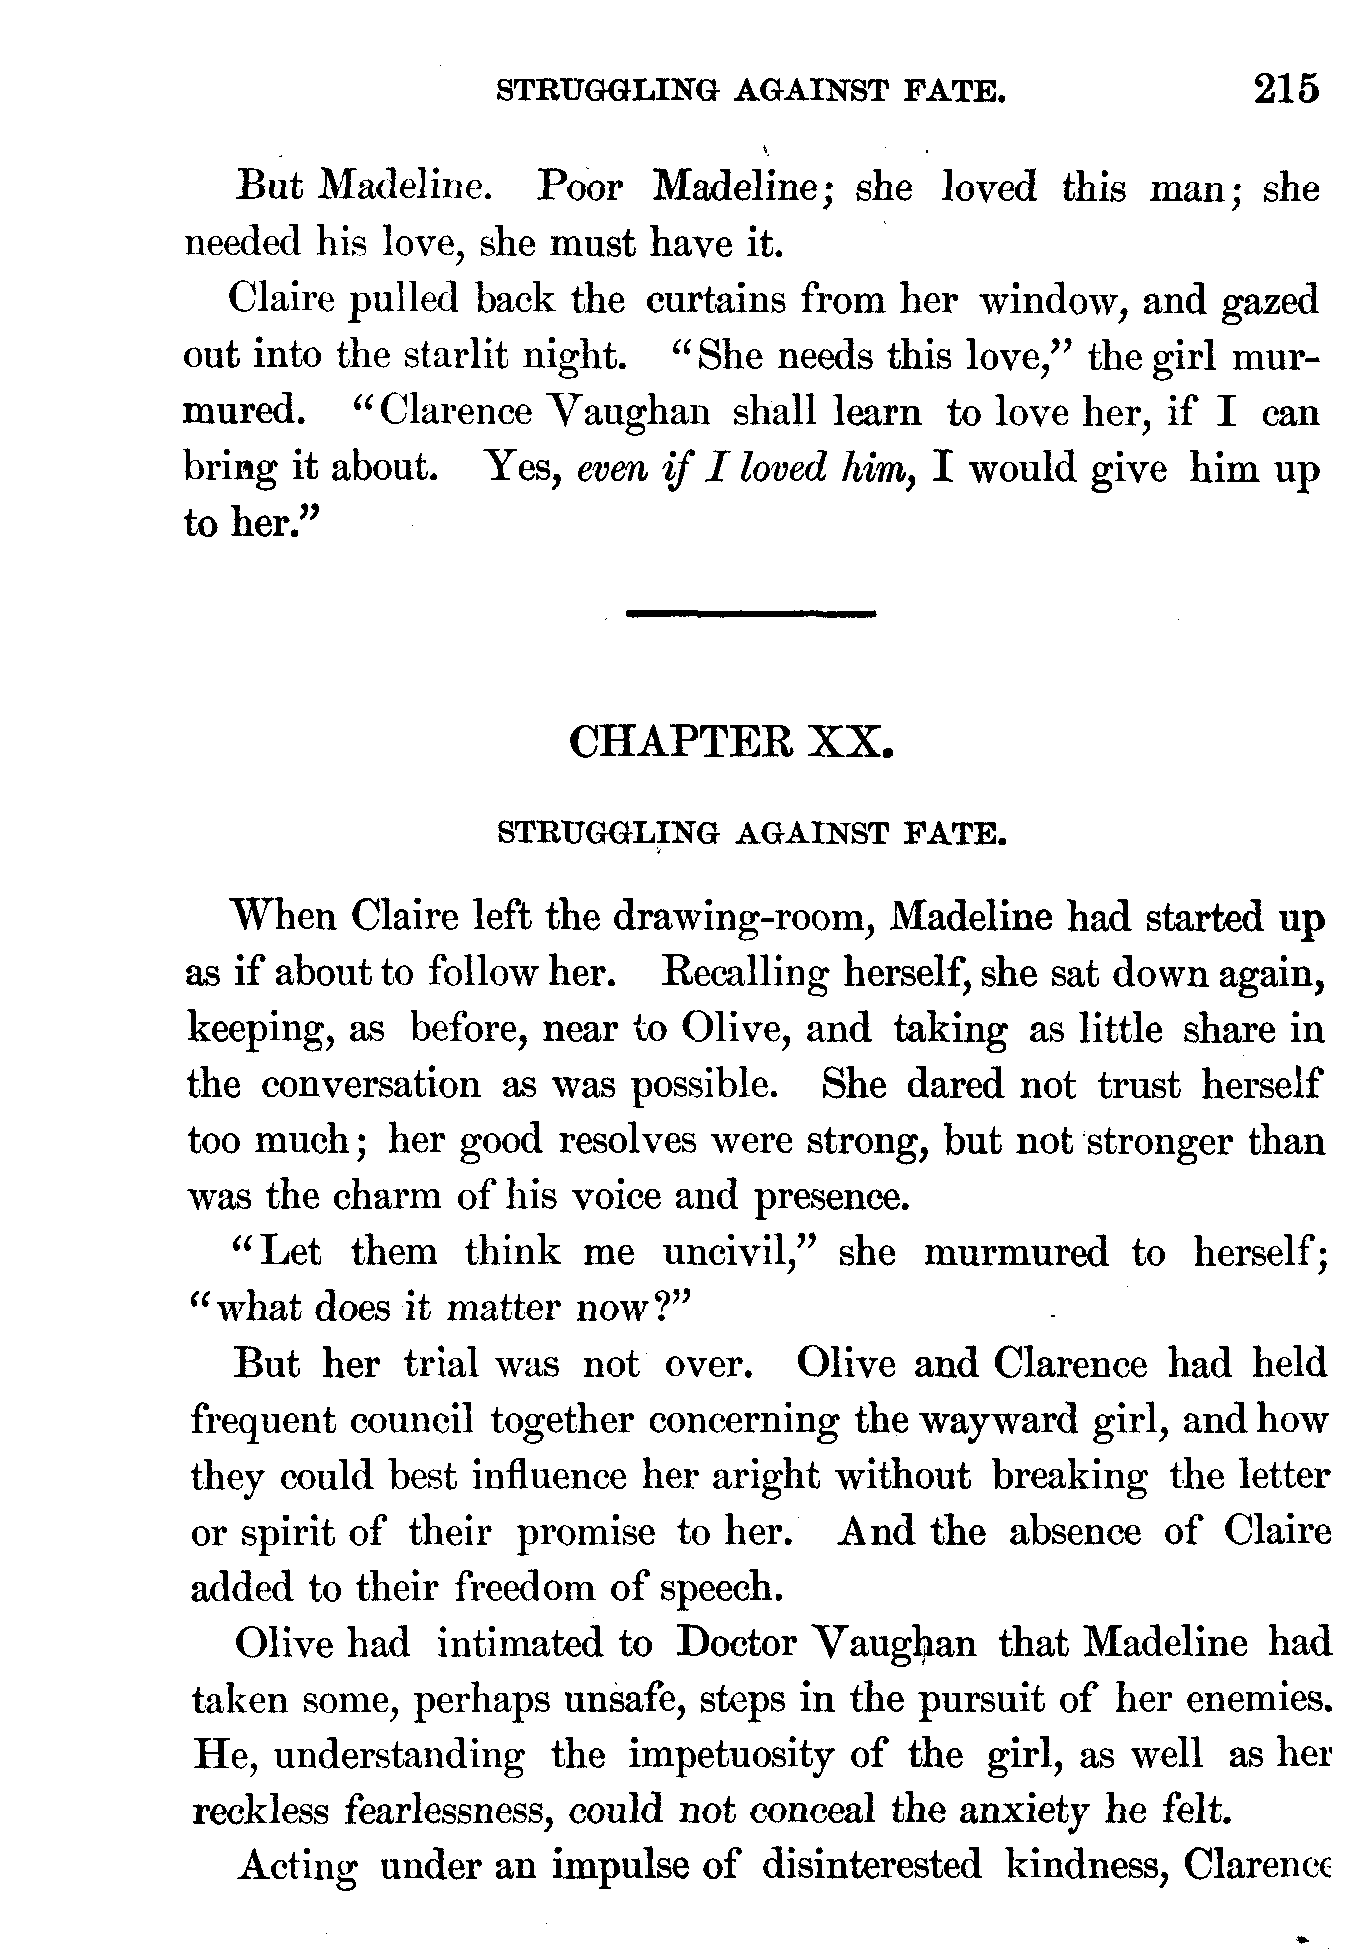 STRUGGLING AGAINST FATE. 215
But Madeline. Poor Madeline; she loved this man; she
needed his love, she must have it.
Claire pulled back the curtains from her window, and gazed
out into the starlit night. “She needs this love,” the girl mur-
mured. “Clarence Vaughan shall learn to love her, if I can
bring it about. Yes, even if I loved him, I would give him up
to her.”
CHAPTER XX.
STRUGGLING AGAINST FATE.
When Claire left the drawing-room, Madeline had started up
as if about to follow her. Recalling herself, she sat down again,
keeping, as before, near to Olive, and taking as little share in
the conversation as was possible. She dared not trust herself
too much; her good resolves were strong, but not stronger than
was the charm of his voice and presence.
“Let them think me uncivil,” she murmured to herself;
“what does it matter now?”
But her trial was not over. Olive and Clarence had held
frequent council together concerning the wayward girl, and how
they could best influence her aright without breaking the letter
or spirit of their promise to her. And the absence of Claire
added to their freedom of speech.
Olive had intimated to Doctor Vaughan that Madeline had
taken some, perhaps unsafe, steps in the pursuit of her enemies.
He, understanding the impetuosity of the girl, as well as her
reckless fearlessness, could not conceal the anxiety he felt.
Acting under an impulse of disinterested kindness, Clarence